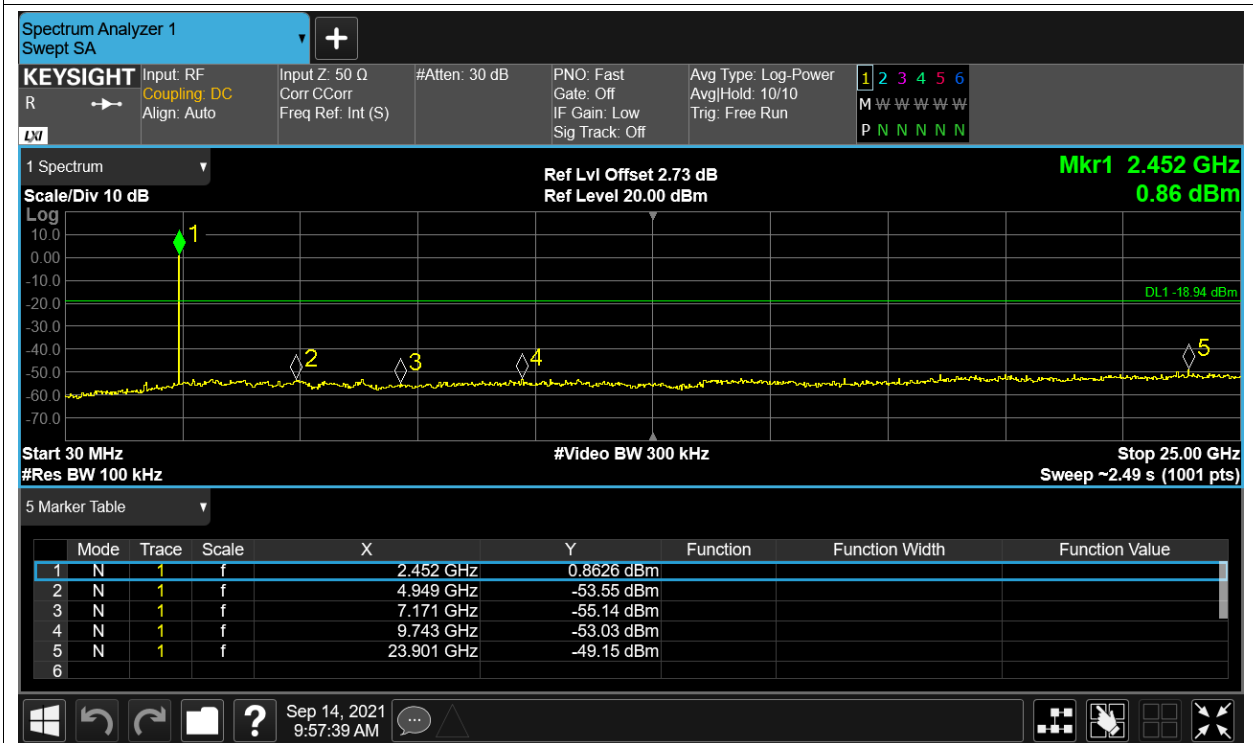 Spectrum Analyzer 1
Swept SA
KEYSIGHT Input: RF Input Z: 50 Ω #Atten: 30 dB PNO: Fast Avg Type: Log-Power 1 2 3 4 5 6
R Coupling: DC Corr CCorr Gate: Off Avg|Hold: 10/10 M W W W W W W
Align: Auto Freq Ref: Int (S) IF Gain: Low Trig: Free Run
LXI Sig Track: Off P N N N N N N
1 Spectrum Ref Lvl Offset 2.73 dB Mkr1 2.452 GHz
Scale/Div 10 dB Ref Level 20.00 dBm 0.86 dBm
Log
10.0 1
0.00
-10.0
DL1 -18.94 dBm
-20.0
-30.0
-40.0
2 3 4 5
-50.0
-60.0
-70.0
Start 30 MHz #Video BW 300 kHz Stop 25.00 GHz
#Res BW 100 kHz Sweep ~2.49 s (1001 pts)
5 Marker Table
Mode Trace Scale X Y Function Function Width Function Value
1 N 1 f 2.452 GHz 0.8626 dBm
2 N 1 f 4.949 GHz -53.55 dBm
3 N 1 f 7.171 GHz -55.14 dBm
4 N 1 f 9.743 GHz -53.03 dBm
5 N 1 f 23.901 GHz -49.15 dBm
6
? Sep 14, 2021
9:57:39 AM